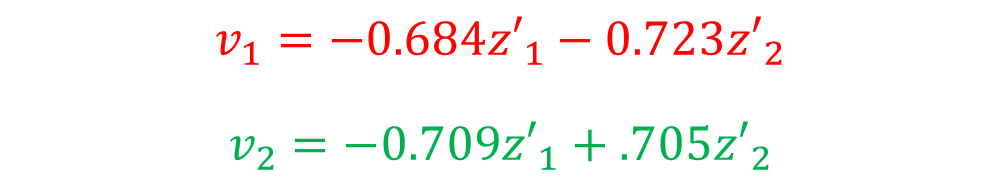 v₁ = −0.684z′₁ − 0.723z′₂
v₂ = −0.709z′₁ + .705z′₂